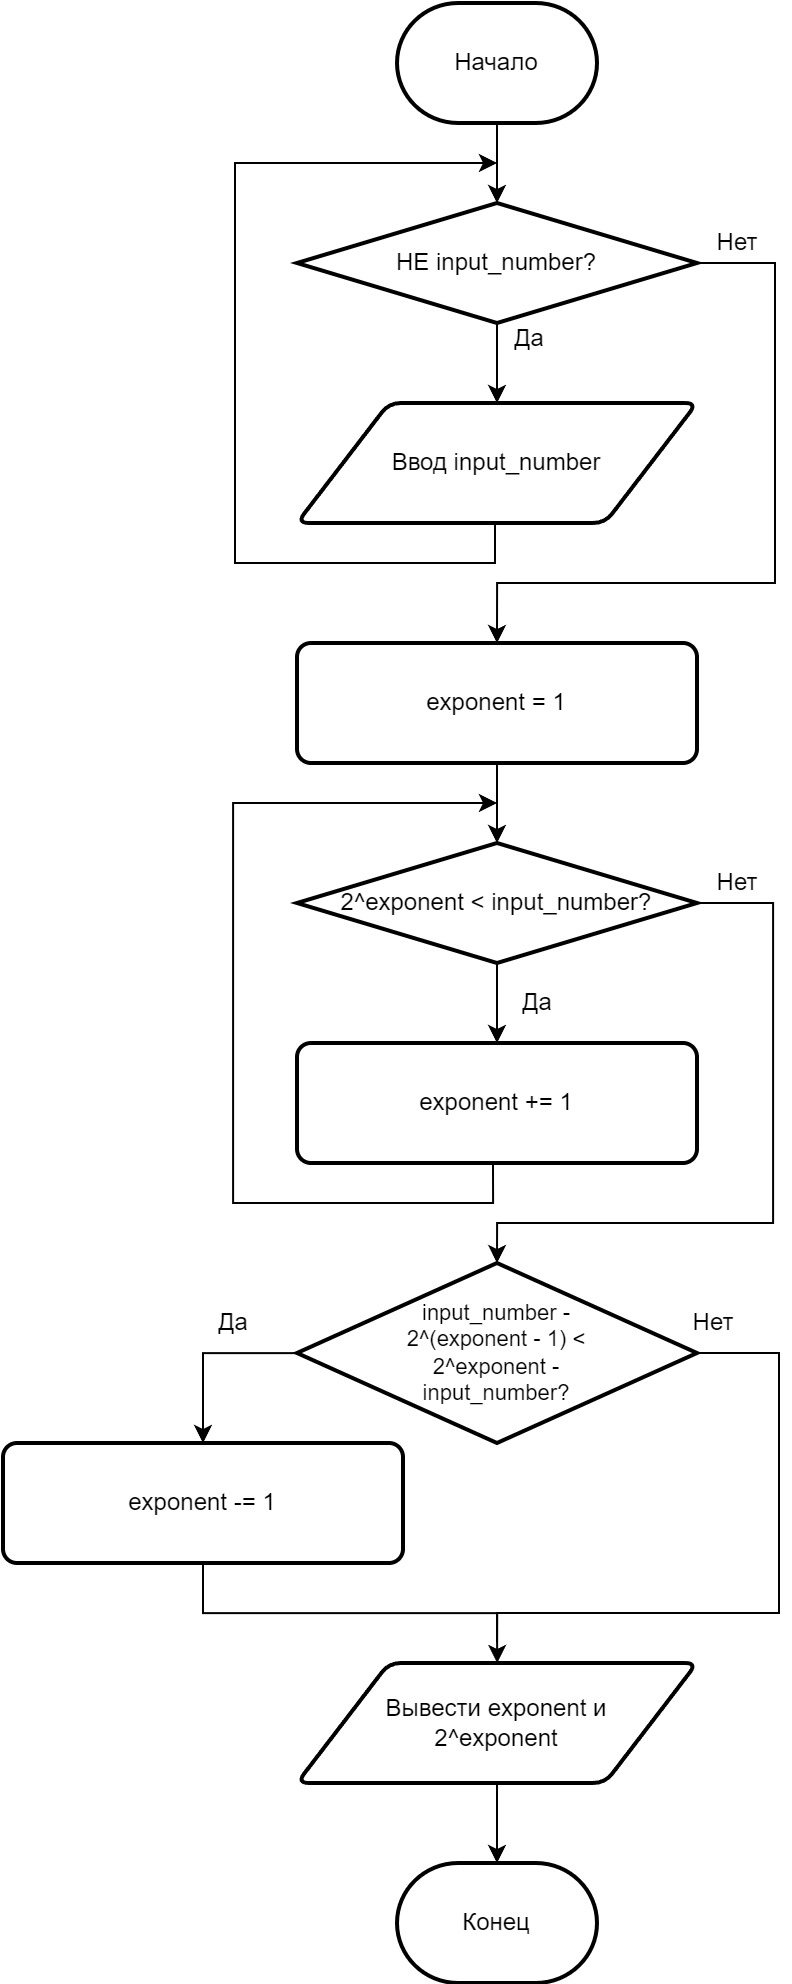 Начало
НЕ input_number?
Нет
Да
Ввод input_number
exponent = 1
2^exponent < input_number?
Нет
Да
exponent += 1
input_number -
2^(exponent - 1) <
2^exponent -
input_number?
Да
Нет
exponent -= 1
Вывести exponent и
2^exponent
Конец